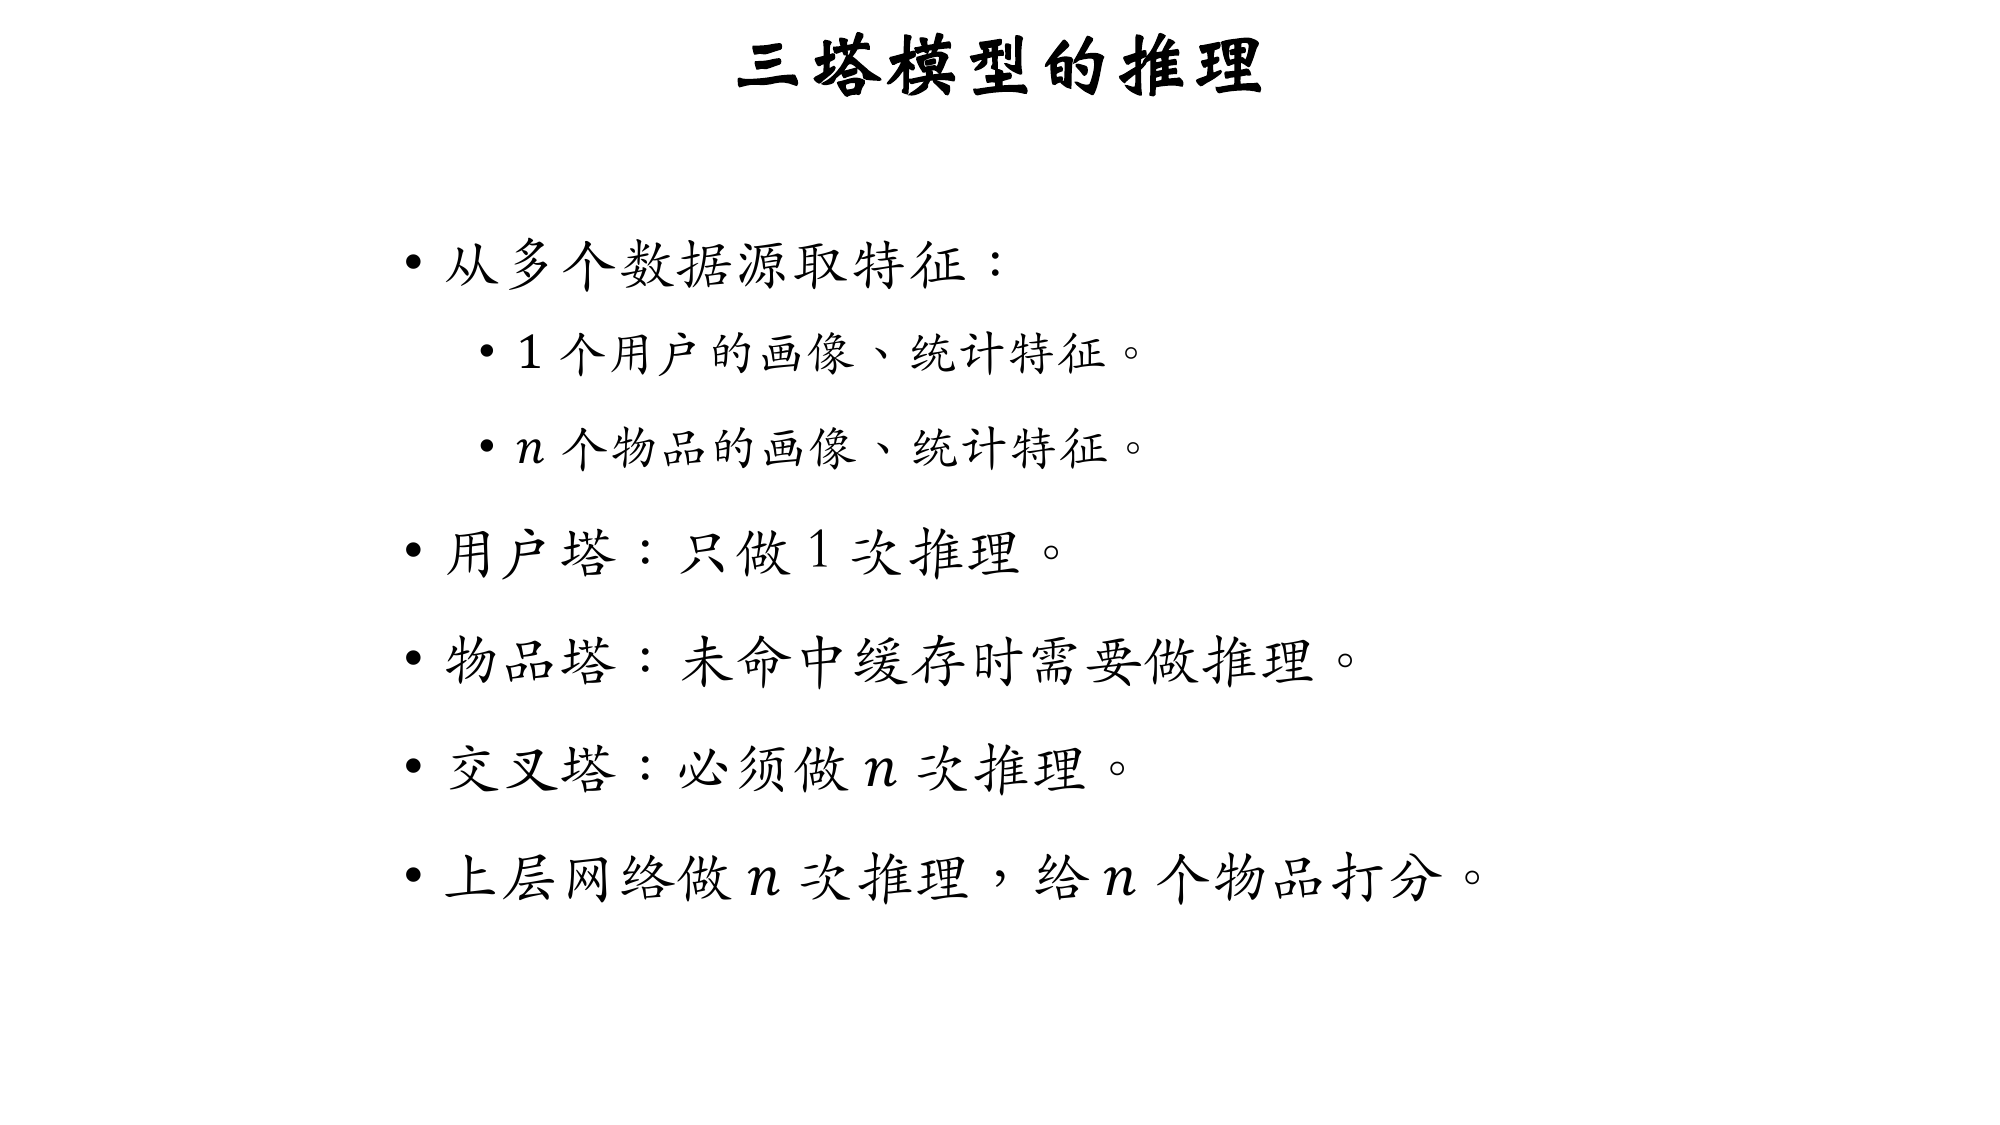 三塔模型的推理
• 从多个数据源取特征：
• 1 个用户的画像、统计特征。
• n 个物品的画像、统计特征。
• 用户塔：只做 1 次推理。
• 物品塔：未命中缓存时需要做推理。
• 交叉塔：必须做 n 次推理。
• 上层网络做 n 次推理，给 n 个物品打分。